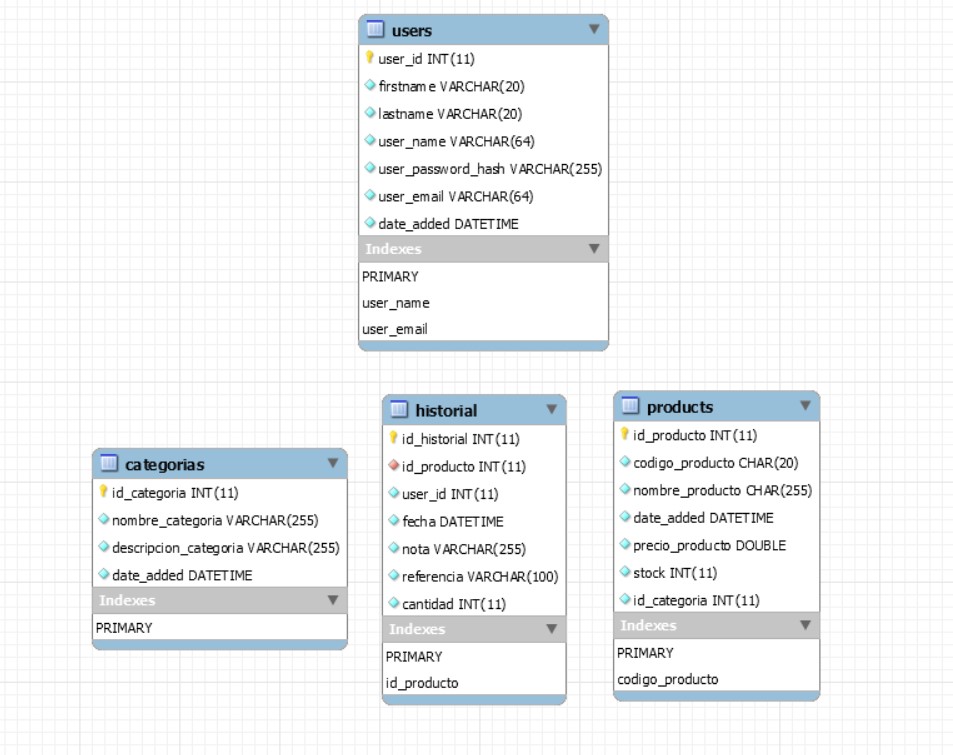 users
user_id INT(11)
firstname VARCHAR(20)
lastname VARCHAR(20)
user_name VARCHAR(64)
user_password_hash VARCHAR(255)
user_email VARCHAR(64)
date_added DATETIME
Indexes
PRIMARY
user_name
user_email
categorias
id_categoria INT(11)
nombre_categoria VARCHAR(255)
descripcion_categoria VARCHAR(255)
date_added DATETIME
Indexes
PRIMARY
historial
id_historial INT(11)
id_producto INT(11)
user_id INT(11)
fecha DATETIME
nota VARCHAR(255)
referencia VARCHAR(100)
cantidad INT(11)
Indexes
PRIMARY
id_producto
products
id_producto INT(11)
codigo_producto CHAR(20)
nombre_producto CHAR(255)
date_added DATETIME
precio_producto DOUBLE
stock INT(11)
id_categoria INT(11)
Indexes
PRIMARY
codigo_producto